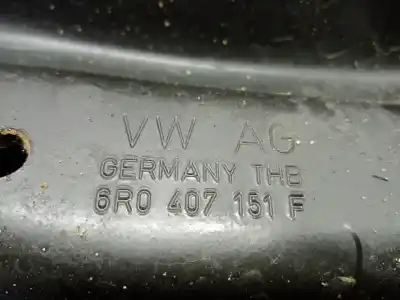 VW AG
GERMANY THB
6R0 407 151 F